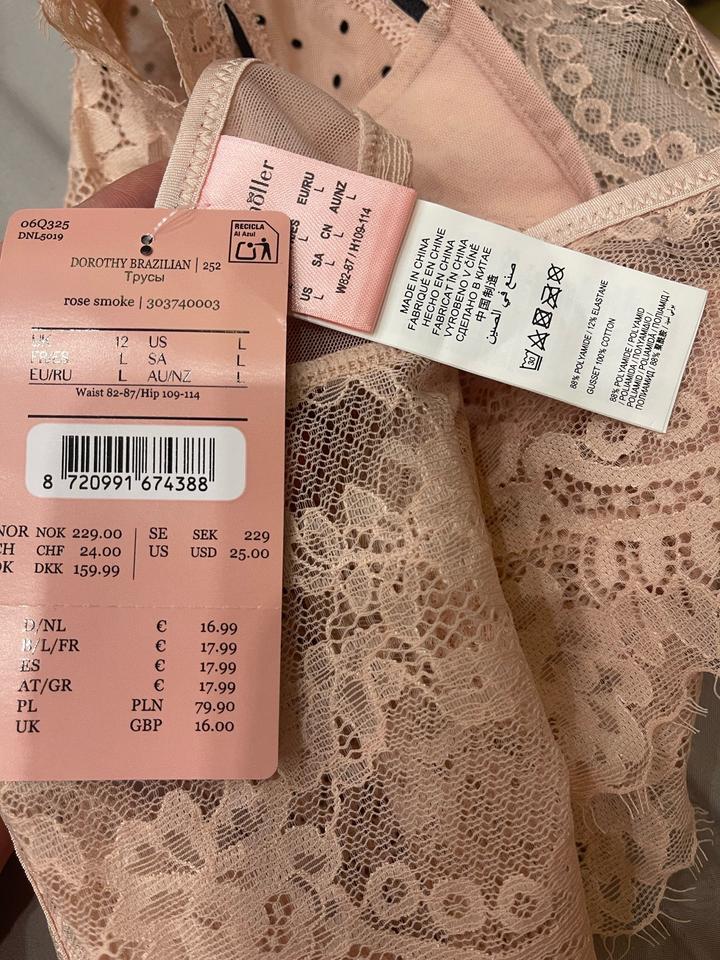 06Q325
DNL5019
RECICLA
Al Azul
DOROTHY BRAZILIAN | 252
Трусы
rose smoke | 303740003
UK 12 US L
FR/ES L SA L
EU/RU L AU/NZ L
Waist 82-87/Hip 109-114
8 720991 674388
NOK 229.00 SE SEK 229
CHF 24.00 US USD 25.00
DKK 159.99
D/NL € 16.99
B/L/FR € 17.99
ES € 17.99
AT/GR € 17.99
PL PLN 79.90
UK GBP 16.00
EU/RU AU/NZ
L L
SA CN
L L
US
L
W82-87 / H109-114
MADE IN CHINA
HECHO EN CHINE
FABRIQUÉ EN CHINE
FABRICAT IN CHINA
VYROBENO V ČÍNĚ
СДЕЛАНО В КИТАЕ
中国制造
صنع في الصين
30
88% POLYAMIDE / 12% ELASTANE
GUSSET 100% COTTON
88% POLYAMIDE / POLYAMID
/ POLIAMIDA / POLYAMID /